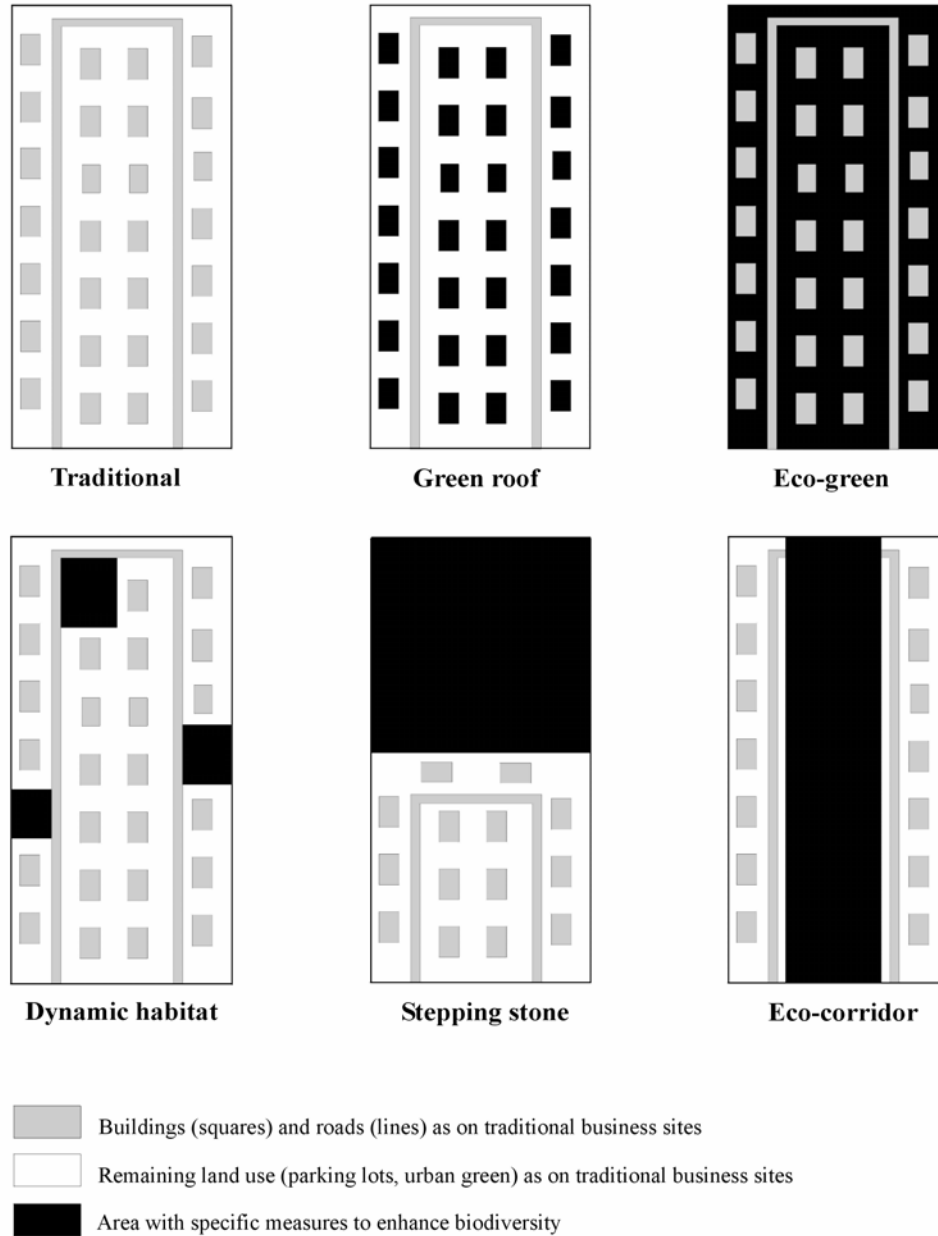 Traditional
Green roof
Eco-green
Dynamic habitat
Stepping stone
Eco-corridor
Buildings (squares) and roads (lines) as on traditional business sites
Remaining land use (parking lots, urban green) as on traditional business sites
Area with specific measures to enhance biodiversity